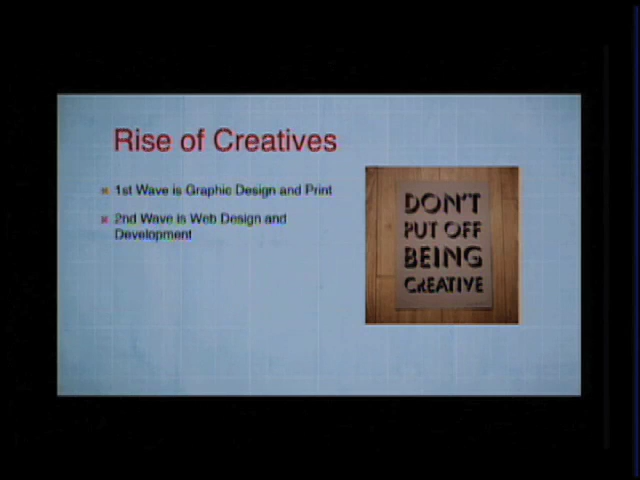 Rise of Creatives
1st Wave is Graphic Design and Print
2nd Wave is Web Design and
Development
DON'T
PUT OFF
BEING
CREATIVE